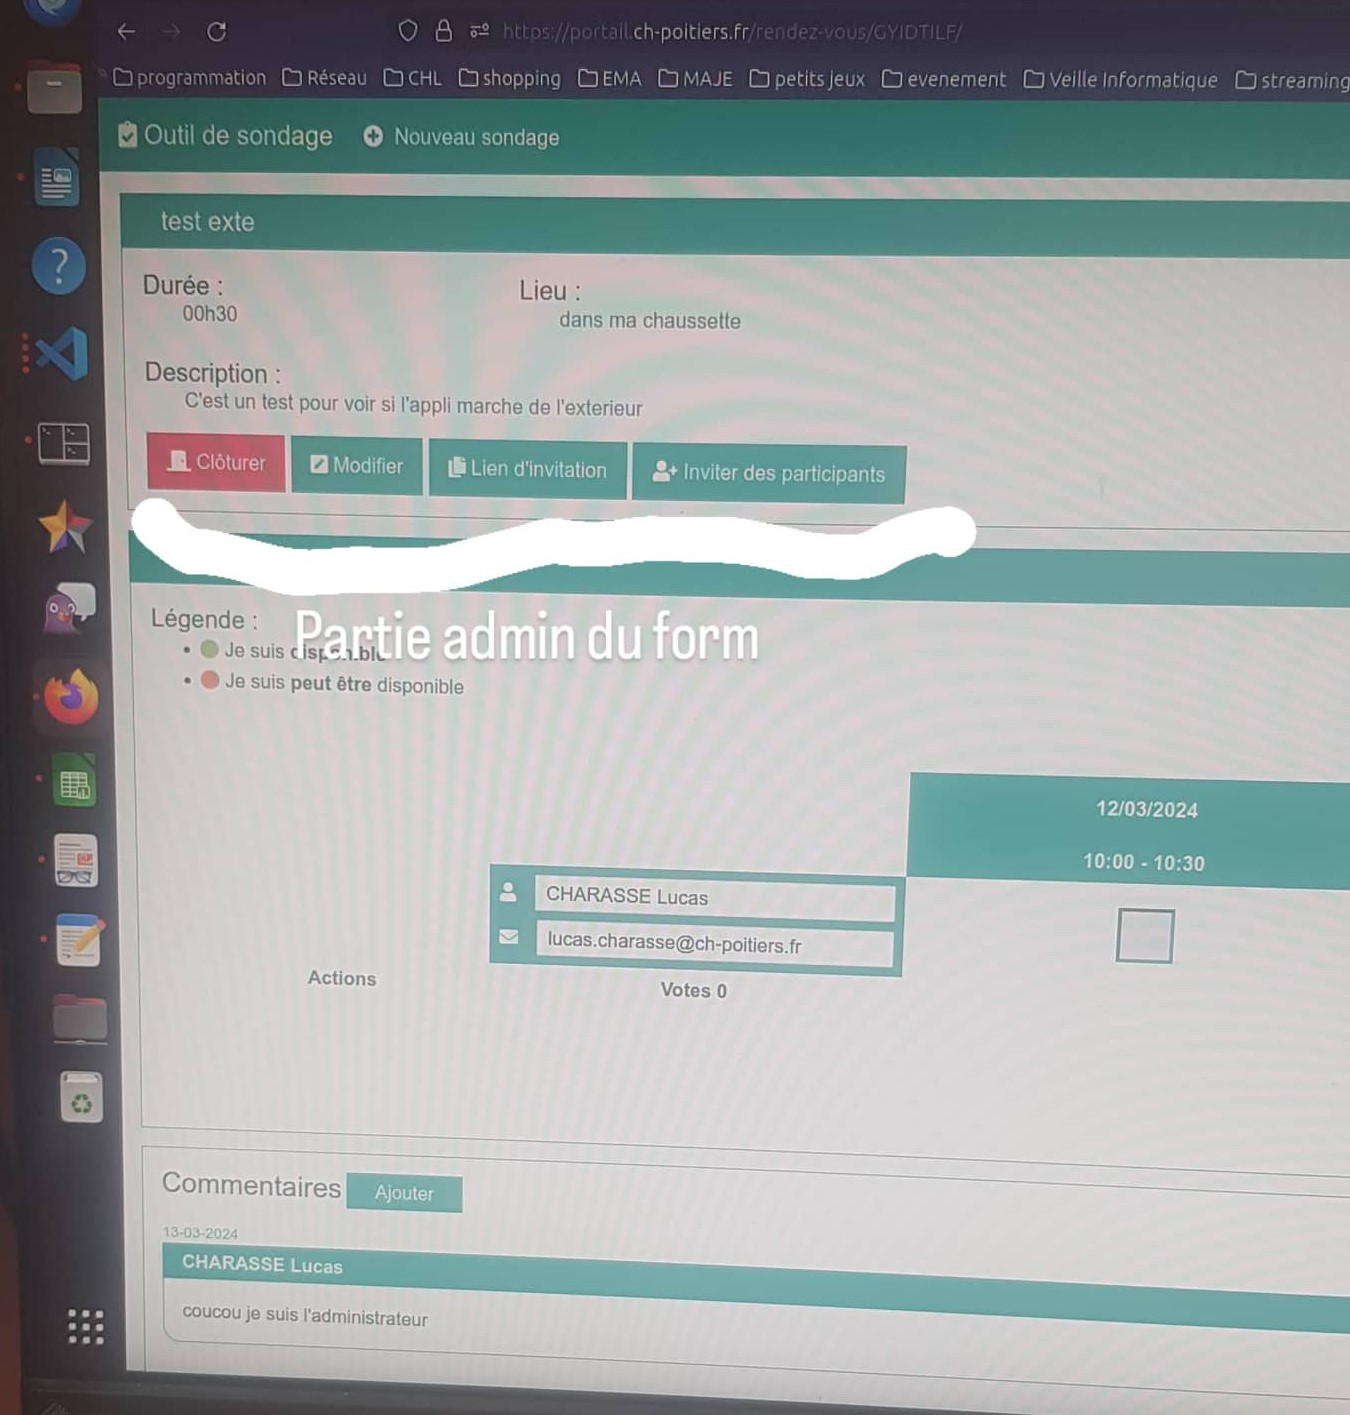 https://portail.ch-poitiers.fr/rendez-vous/GYIDTILF/
programmation Réseau CHL shopping EMA MAJE petits jeux evenement Veille Informatique streaming
Outil de sondage Nouveau sondage
test exte
Durée : Lieu :
00h30 dans ma chaussette
Description :
C'est un test pour voir si l'appli marche de l'exterieur
Clôturer Modifier Lien d'invitation Inviter des participants
Légende :
Partie admin du form
Je suis disponible
Je suis peut être disponible
12/03/2024
10:00 - 10:30
CHARASSE Lucas
lucas.charasse@ch-poitiers.fr
Actions Votes 0
Commentaires Ajouter
13-03-2024
CHARASSE Lucas
coucou je suis l'administrateur